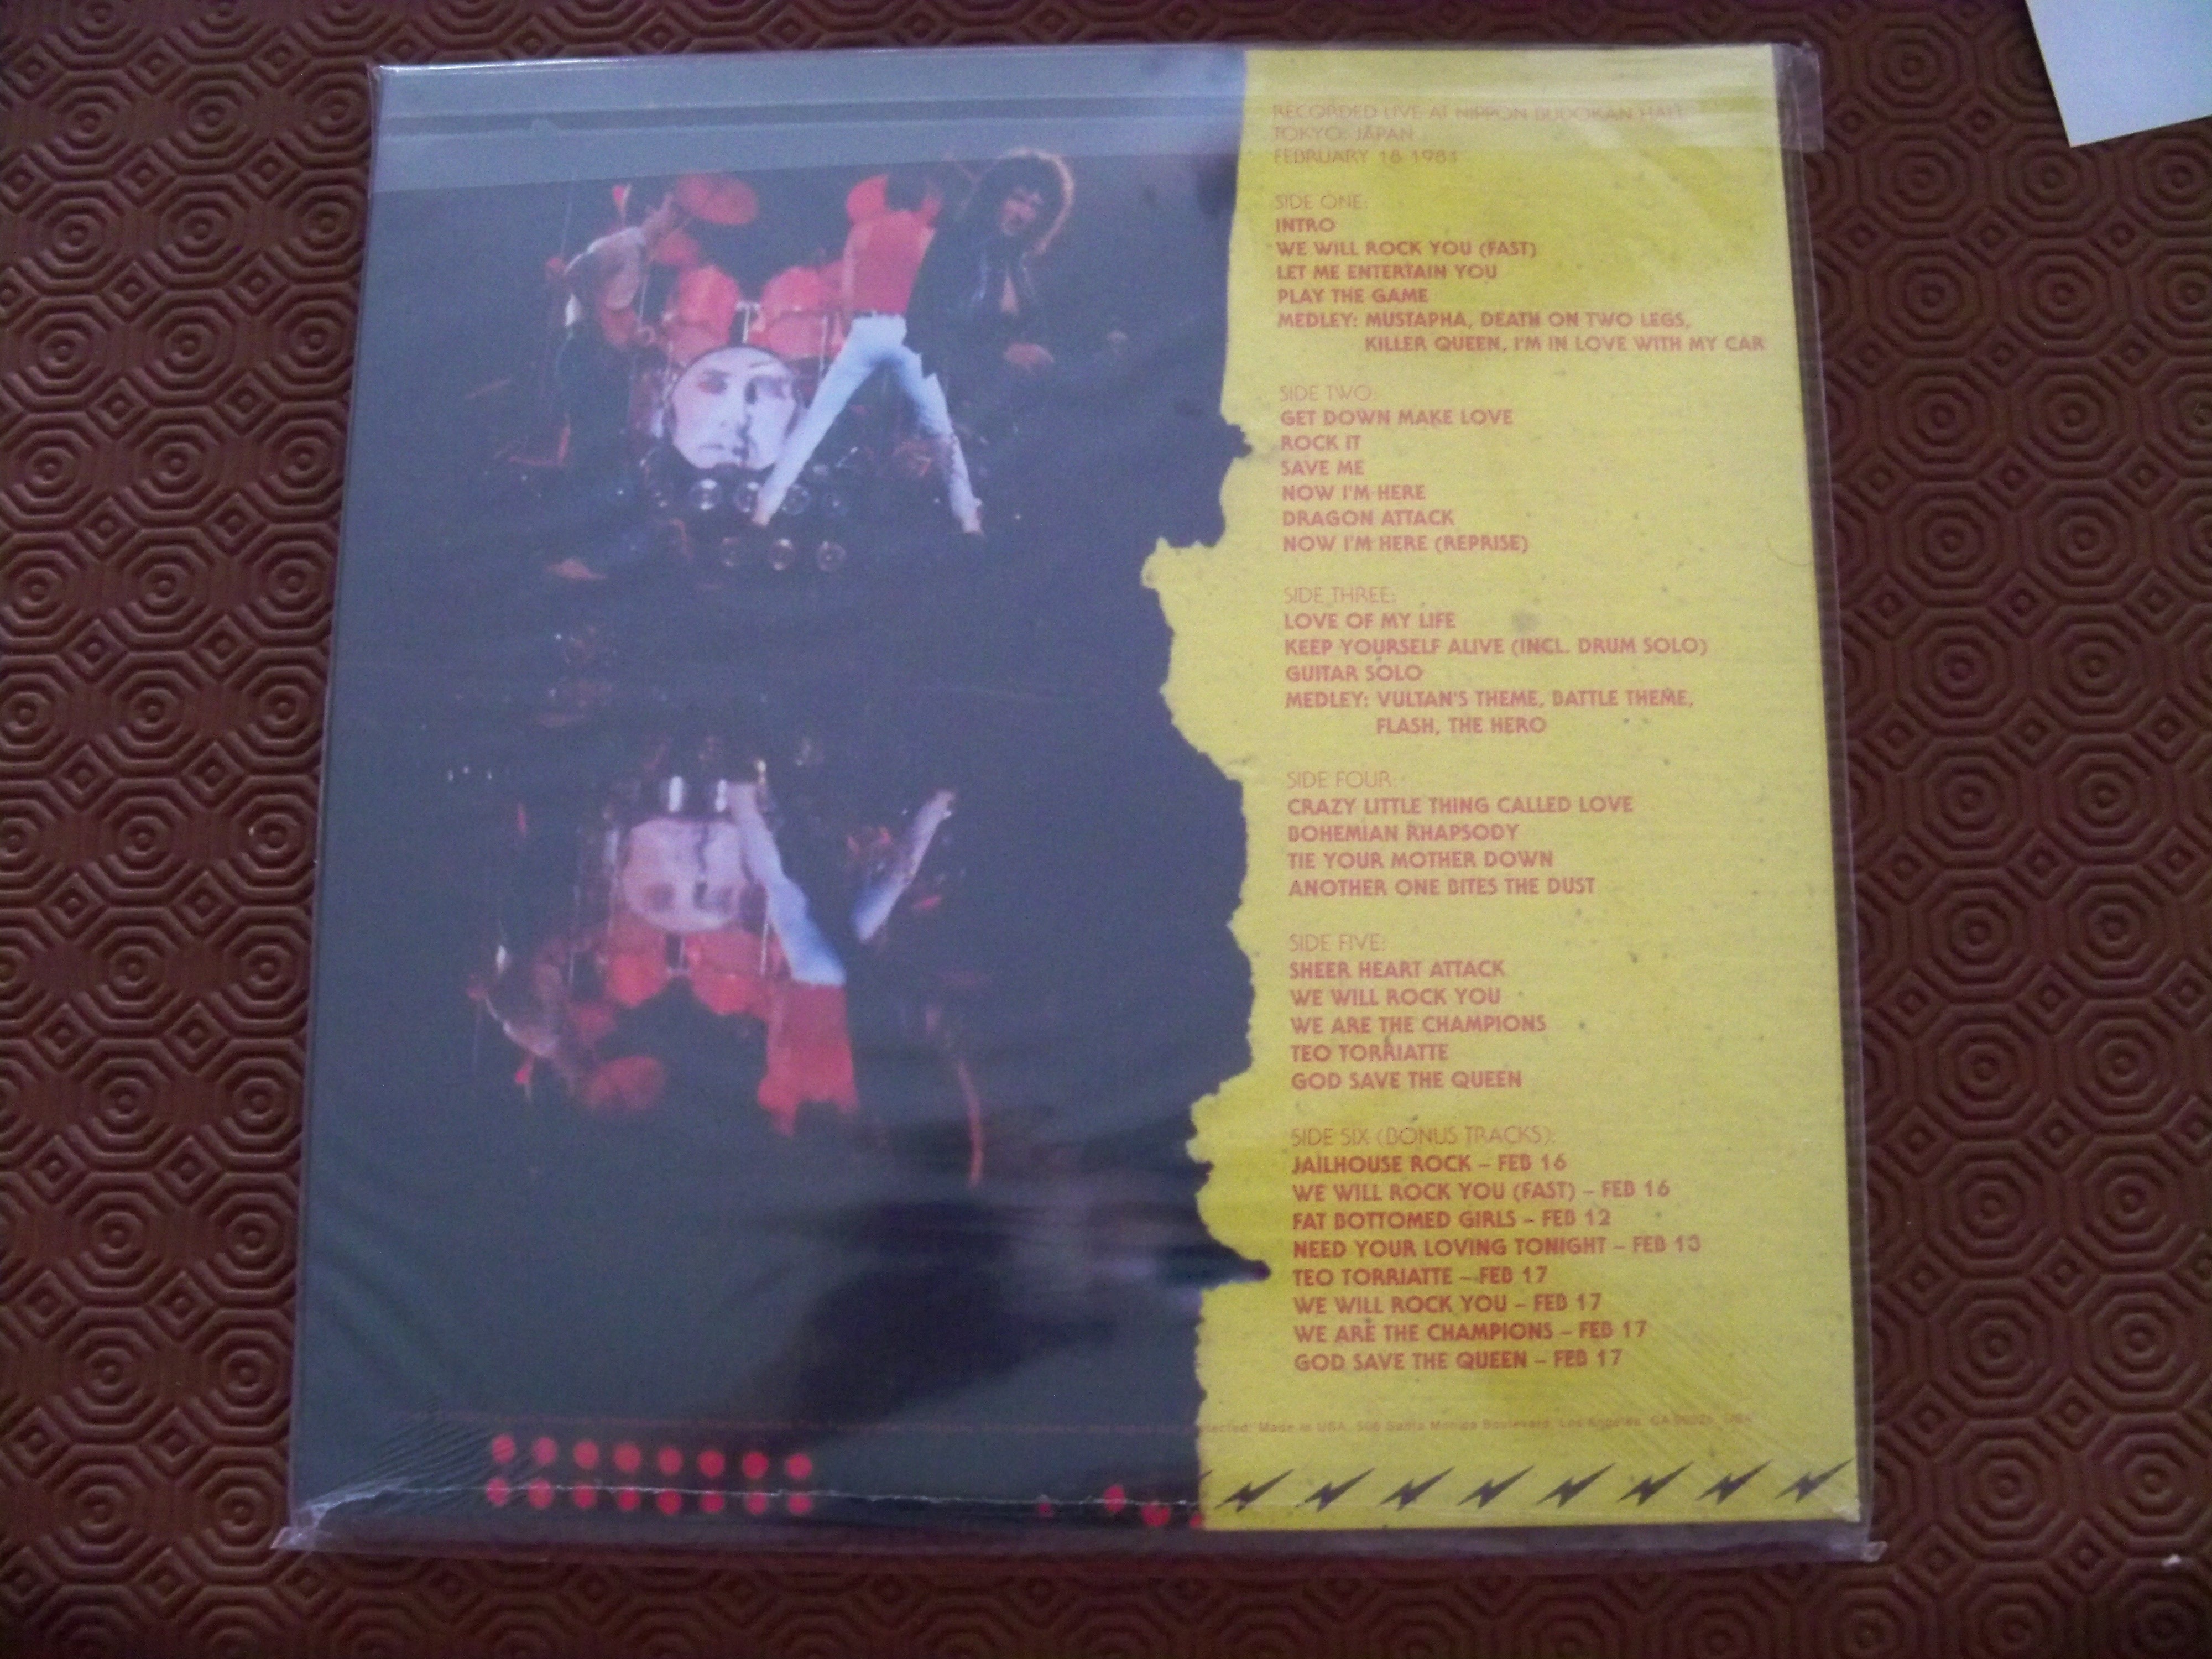 RECORDED LIVE AT NIPPON BUDOKAN HALL
TOKYO, JAPAN
FEBRUARY 18 1981
SIDE ONE:
INTRO
WE WILL ROCK YOU (FAST)
LET ME ENTERTAIN YOU
PLAY THE GAME
MEDLEY: MUSTAPHA, DEATH ON TWO LEGS,
KILLER QUEEN, I'M IN LOVE WITH MY CAR
SIDE TWO:
GET DOWN MAKE LOVE
ROCK IT
SAVE ME
NOW I'M HERE
DRAGON ATTACK
NOW I'M HERE (REPRISE)
SIDE THREE:
LOVE OF MY LIFE
KEEP YOURSELF ALIVE (INCL. DRUM SOLO)
GUITAR SOLO
MEDLEY: VULTAN'S THEME, BATTLE THEME,
FLASH, THE HERO
SIDE FOUR:
CRAZY LITTLE THING CALLED LOVE
BOHEMIAN RHAPSODY
TIE YOUR MOTHER DOWN
ANOTHER ONE BITES THE DUST
SIDE FIVE:
SHEER HEART ATTACK
WE WILL ROCK YOU
WE ARE THE CHAMPIONS
TEO TORRIATTE
GOD SAVE THE QUEEN
SIDE SIX (BONUS TRACKS):
JAILHOUSE ROCK – FEB 16
WE WILL ROCK YOU (FAST) – FEB 16
FAT BOTTOMED GIRLS – FEB 12
NEED YOUR LOVING TONIGHT – FEB 13
TEO TORRIATTE – FEB 17
WE WILL ROCK YOU – FEB 17
WE ARE THE CHAMPIONS – FEB 17
GOD SAVE THE QUEEN – FEB 17
Made in USA. Santa Monica Boulevard, Los Angeles, CA